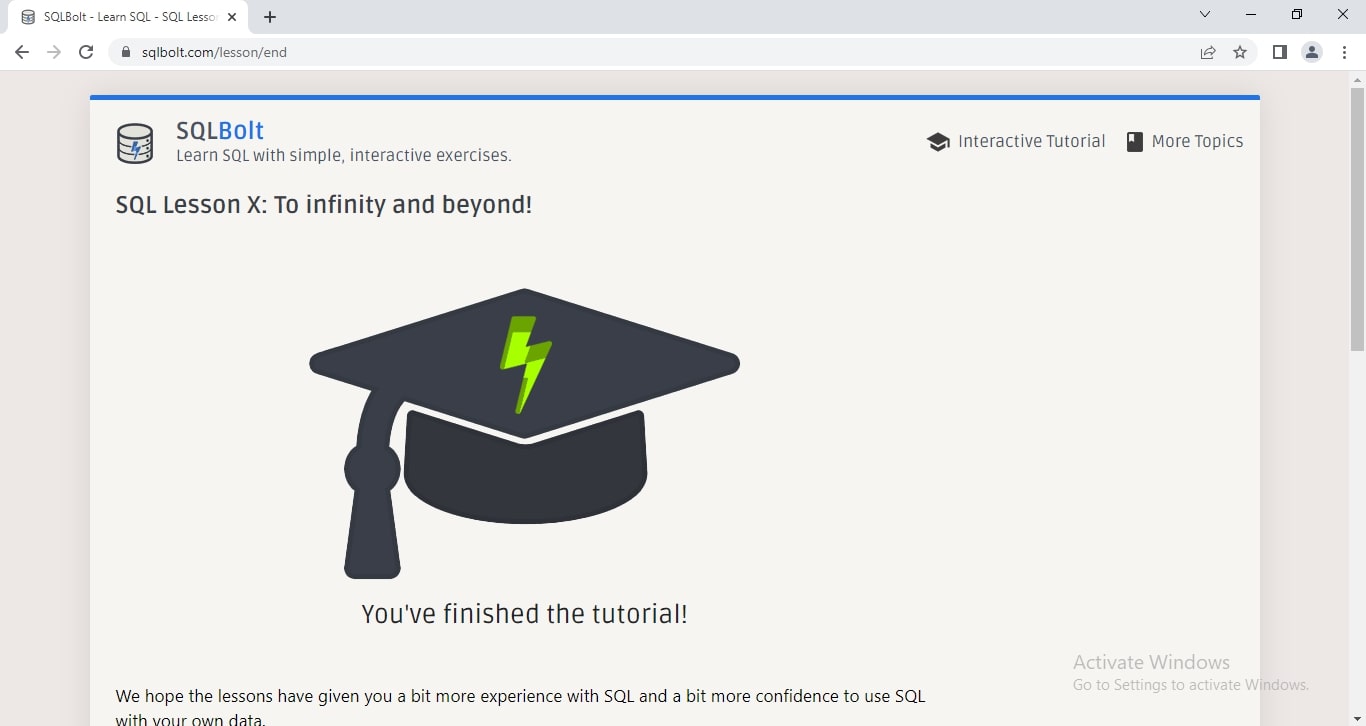 SQLBolt - Learn SQL - SQL Lesson
sqlbolt.com/lesson/end
SQLBolt
Learn SQL with simple, interactive exercises.
Interactive Tutorial
More Topics
SQL Lesson X: To infinity and beyond!
You've finished the tutorial!
We hope the lessons have given you a bit more experience with SQL and a bit more confidence to use SQL
with your own data.
Activate Windows
Go to Settings to activate Windows.